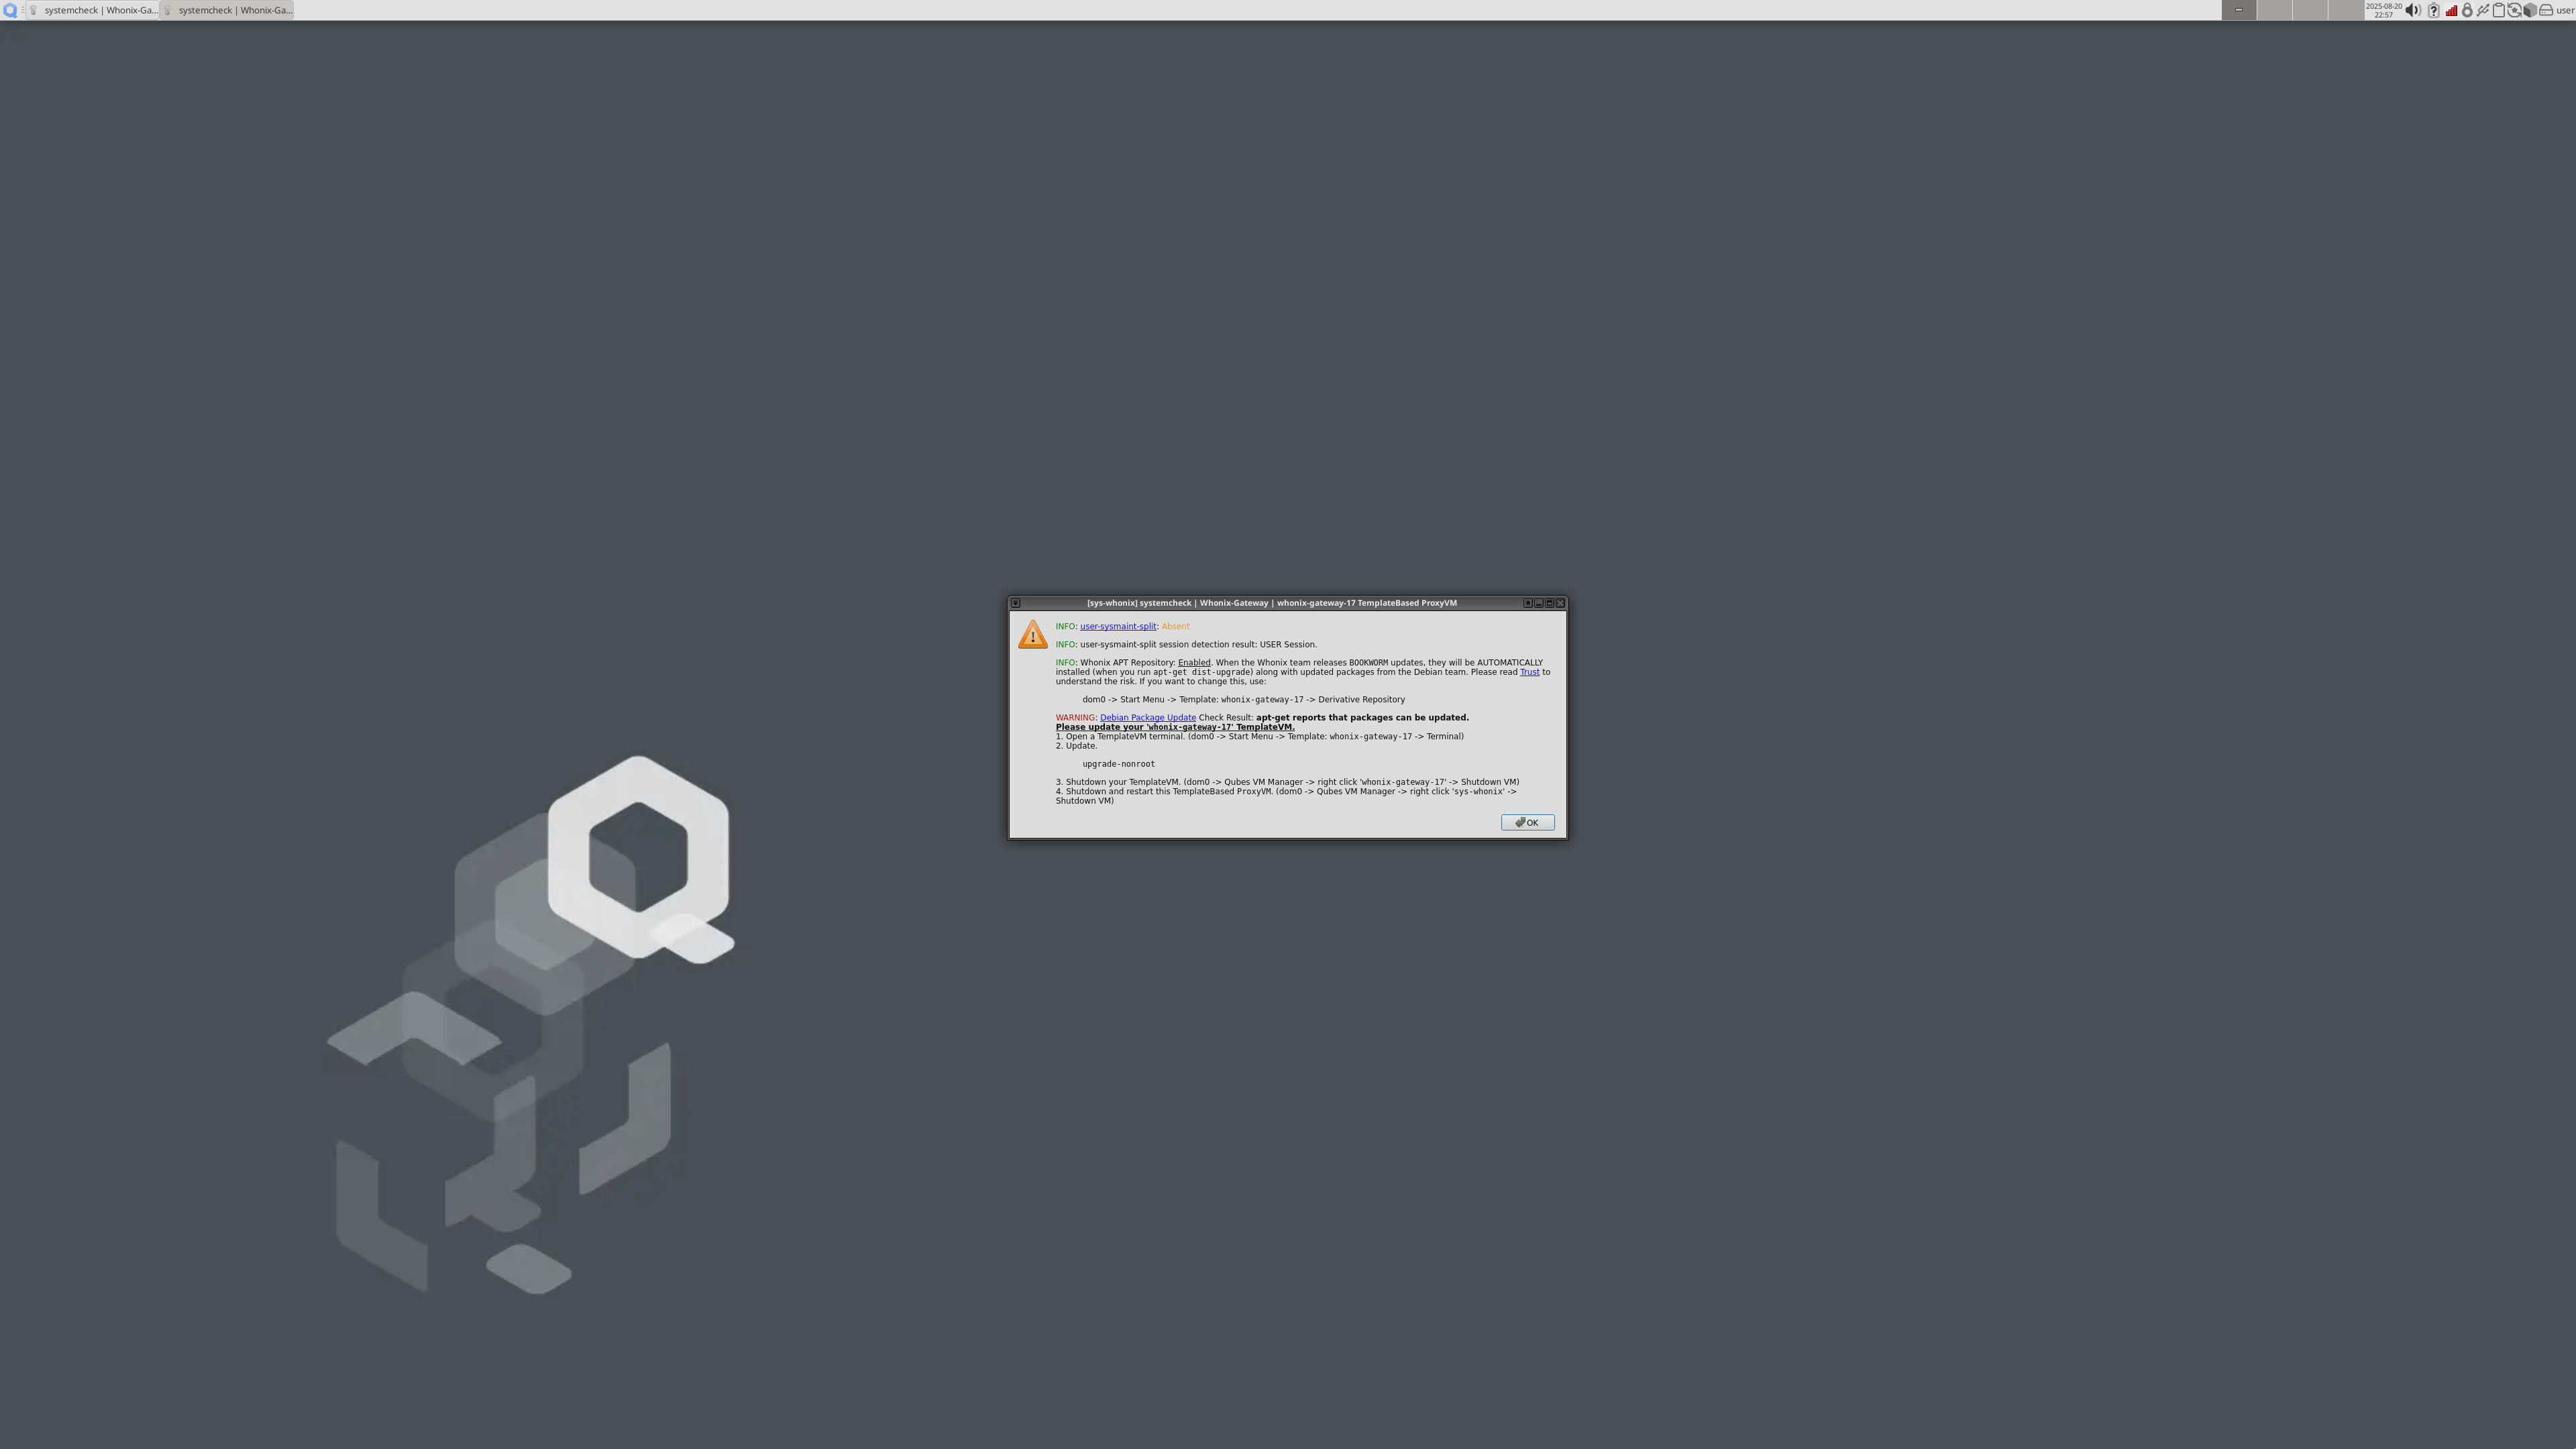 systemcheck | Whonix-Ga...
systemcheck | Whonix-Ga...
2025-08-20
22:57
user
[sys-whonix] systemcheck | Whonix-Gateway | whonix-gateway-17 TemplateBased ProxyVM
INFO: user-sysmaint-split: Absent
INFO: user-sysmaint-split session detection result: USER Session.
INFO: Whonix APT Repository: Enabled. When the Whonix team releases BOOKWORM updates, they will be AUTOMATICALLY
installed (when you run apt-get dist-upgrade) along with updated packages from the Debian team. Please read Trust to
understand the risk. If you want to change this, use:
dom0 -> Start Menu -> Template: whonix-gateway-17 -> Derivative Repository
WARNING: Debian Package Update Check Result: apt-get reports that packages can be updated.
Please update your 'whonix-gateway-17' TemplateVM.
1. Open a TemplateVM terminal. (dom0 -> Start Menu -> Template: whonix-gateway-17 -> Terminal)
2. Update.
upgrade-nonroot
3. Shutdown your TemplateVM. (dom0 -> Qubes VM Manager -> right click 'whonix-gateway-17' -> Shutdown VM)
4. Shutdown and restart this TemplateBased ProxyVM. (dom0 -> Qubes VM Manager -> right click 'sys-whonix' ->
Shutdown VM)
OK